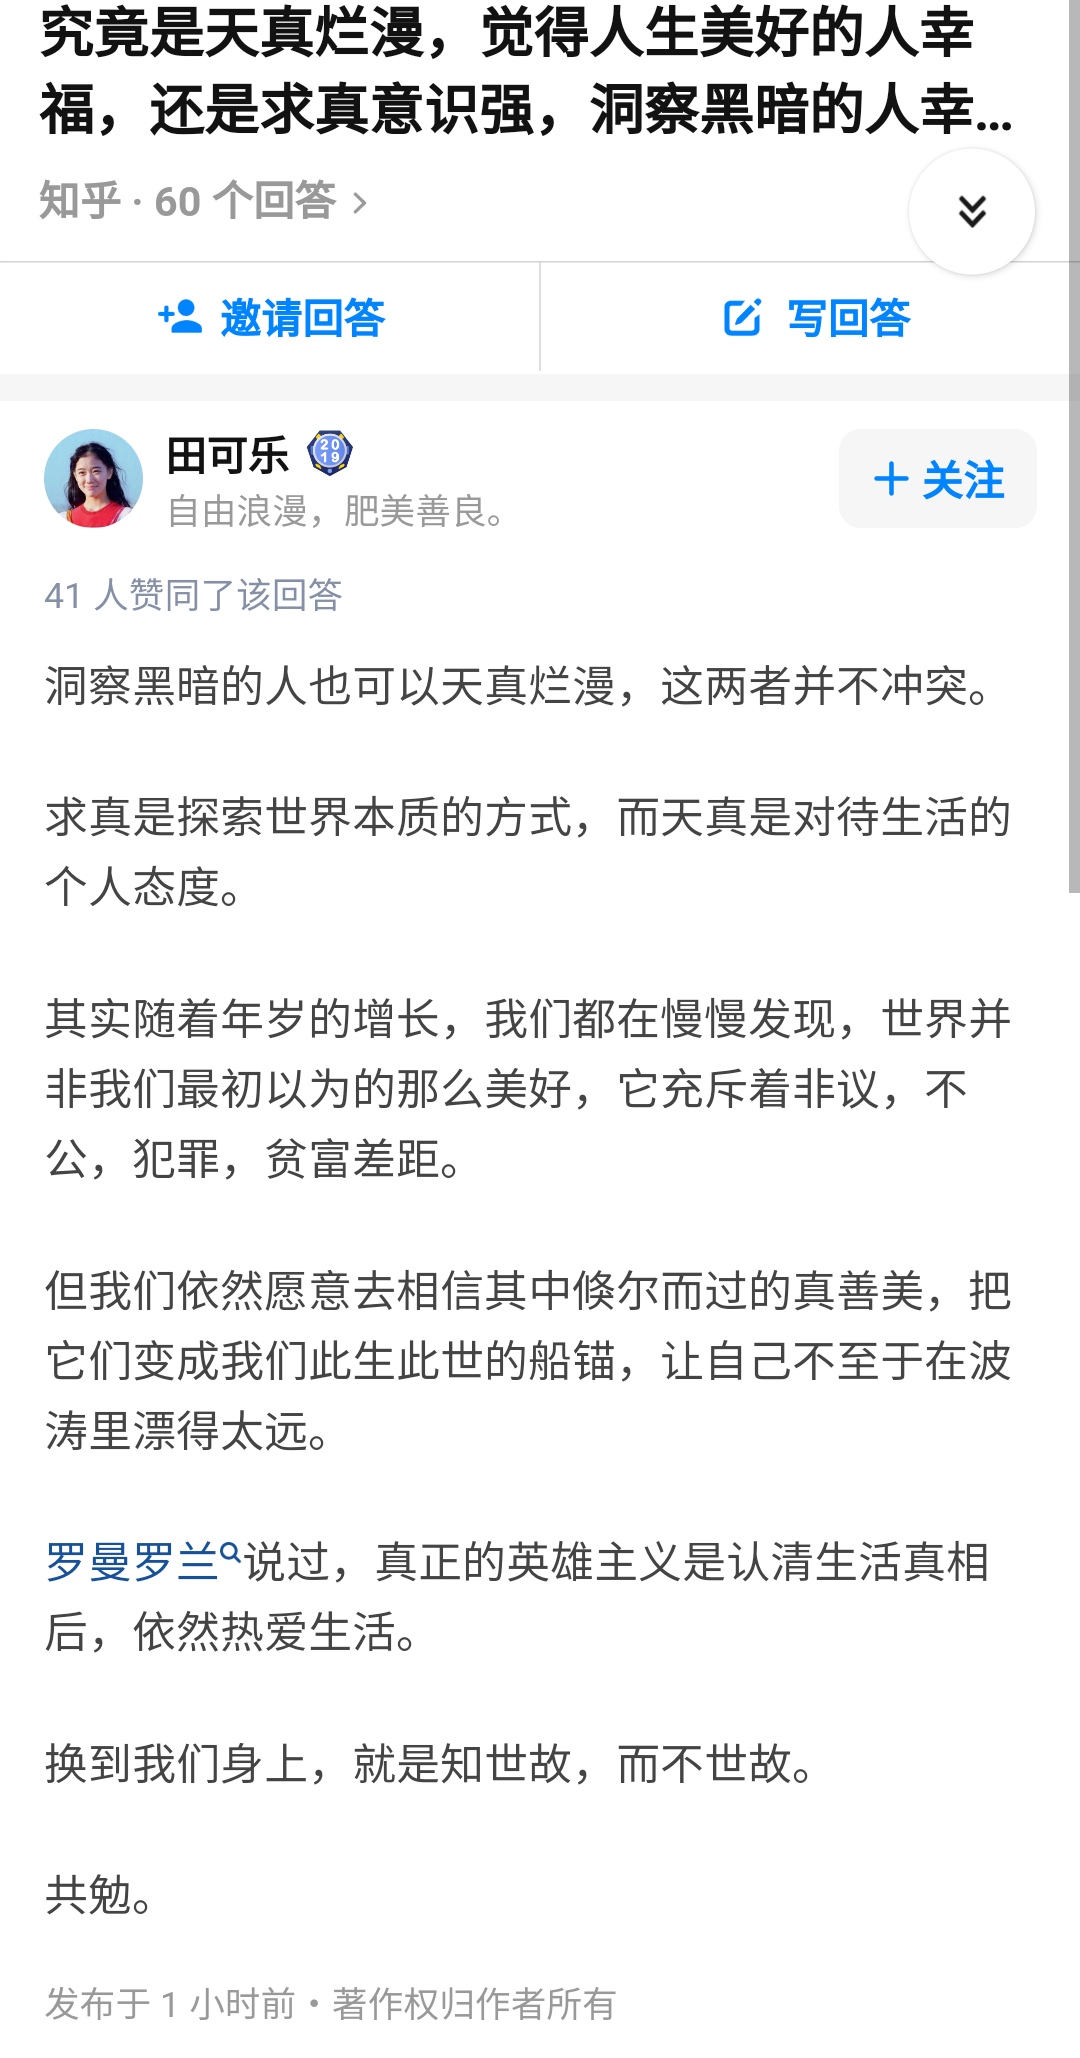 究竟是天真烂漫，觉得人生美好的人幸
福，还是求真意识强，洞察黑暗的人幸...
知乎 · 60 个回答 >
邀请回答
写回答
田可乐
2019
自由浪漫，肥美善良。
+ 关注
41 人赞同了该回答
洞察黑暗的人也可以天真烂漫，这两者并不冲突。
求真是探索世界本质的方式，而天真是对待生活的
个人态度。
其实随着年岁的增长，我们都在慢慢发现，世界并
非我们最初以为的那么美好，它充斥着非议，不
公，犯罪，贫富差距。
但我们依然愿意去相信其中倏尔而过的真善美，把
它们变成我们此生此世的船锚，让自己不至于在波
涛里漂得太远。
罗曼罗兰说过，真正的英雄主义是认清生活真相
后，依然热爱生活。
换到我们身上，就是知世故，而不世故。
共勉。
发布于 1 小时前 · 著作权归作者所有